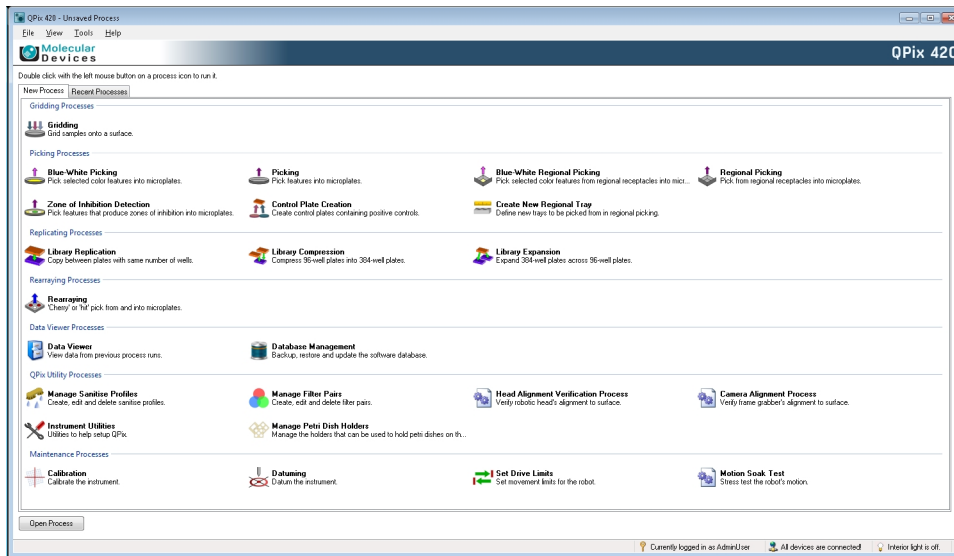 QPix 420 - Unsaved Process
File View Tools Help
Molecular
Devices
QPix 420
Double click with the left mouse button on a process icon to run it.
New Process Recent Processes
Gridding Processes
Gridding
Grid samples onto a surface.
Picking Processes
Blue-White Picking Picking Blue-White Regional Picking Regional Picking
Pick selected color features into microplates. Pick features into microplates. Pick selected color features from regional receptacles into micr... Pick from regional receptacles into microplates.
Zone of Inhibition Detection Control Plate Creation Create New Regional Tray
Pick features that produce zones of inhibition into microplates. Create control plates containing positive controls. Define new trays to be picked from in regional picking.
Replicating Processes
Library Replication Library Compression Library Expansion
Copy between plates with same number of wells. Compress 96-well plates into 384-well plates. Expand 384-well plates across 96-well plates.
Rearraying Processes
Rearraying
'Cherry' or 'hit' pick from and into microplates.
Data Viewer Processes
Data Viewer Database Management
View data from previous process runs. Backup, restore and update the software database.
QPix Utility Processes
Manage Sanitise Profiles Manage Filter Pairs Head Alignment Verification Process Camera Alignment Process
Create, edit and delete sanitise profiles. Create, edit and delete filter pairs. Verify robotic head's alignment to surface. Verify frame grabber's alignment to surface.
Instrument Utilities Manage Petri Dish Holders
Utilities to help setup QPix. Manage the holders that can be used to hold petri dishes on th...
Maintenance Processes
Calibration Datuming Set Drive Limits Motion Soak Test
Calibrate the instrument. Datum the instrument. Set movement limits for the robot. Stress test the robot's motion.
Open Process
Currently logged in as AdminUser All devices are connected! Interior light is off.